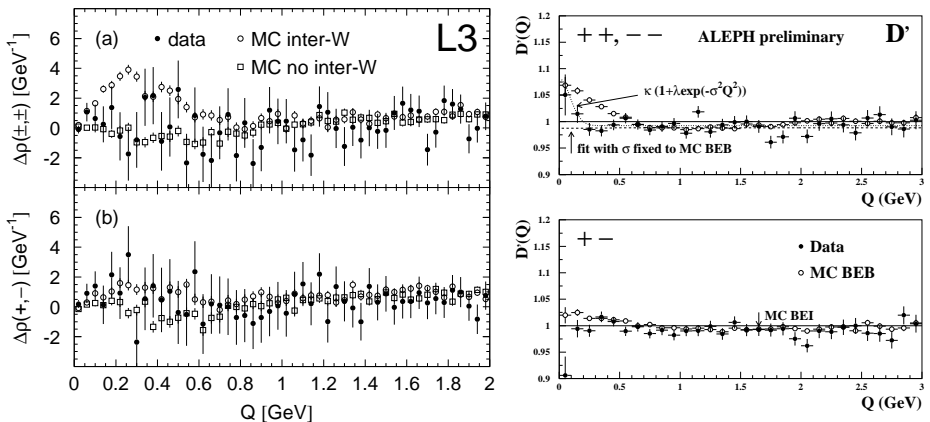 L3
(a)
data
MC inter-W
MC no inter-W
Δρ(±,±) [GeV⁻¹]
6
4
2
0
-2
(b)
Δρ(+,−) [GeV⁻¹]
6
4
2
0
-2
0 0.2 0.4 0.6 0.8 1 1.2 1.4 1.6 1.8 2
Q [GeV]
D'(Q)
1.2
1.15
1.1
1.05
1
0.95
0.9
+ +, − −
ALEPH preliminary
D'
κ (1+λexp(-σ²Q²))
fit with σ fixed to MC BEB
0 0.5 1 1.5 2 2.5 3
Q (GeV)
D'(Q)
1.2
1.15
1.1
1.05
1
0.95
0.9
+ −
Data
MC BEB
MC BEI
0 0.5 1 1.5 2 2.5 3
Q (GeV)